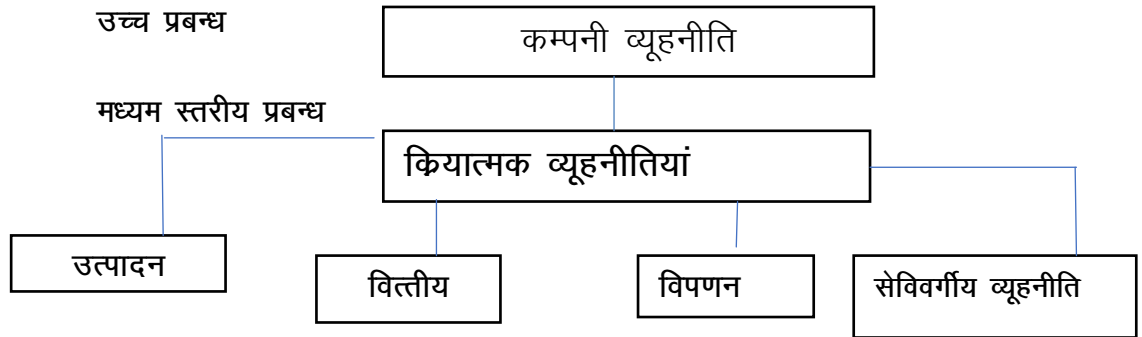 उच्च प्रबन्ध
कम्पनी व्यूहनीति
मध्यम स्तरीय प्रबन्ध
क्रियात्मक व्यूहनीतियां
उत्पादन
वित्तीय
विपणन
सेविवर्गीय व्यूहनीति